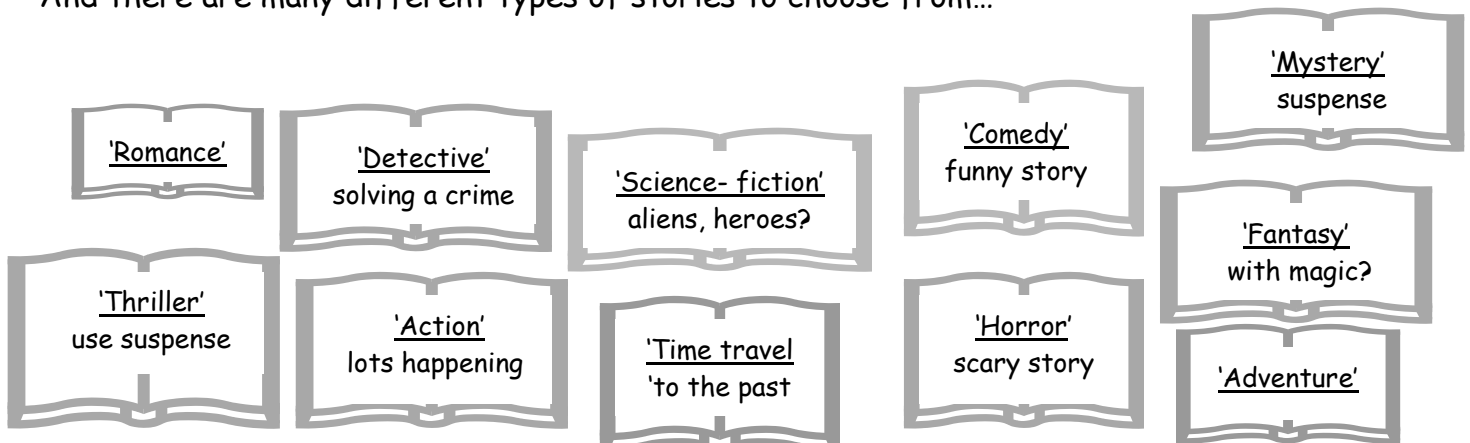 And there are many different types of stories to choose from…
'Mystery'
suspense
'Romance'
'Detective'
solving a crime
'Science- fiction'
aliens, heroes?
'Comedy'
funny story
'Fantasy'
with magic?
'Thriller'
use suspense
'Action'
lots happening
'Time travel
'to the past
'Horror'
scary story
'Adventure'